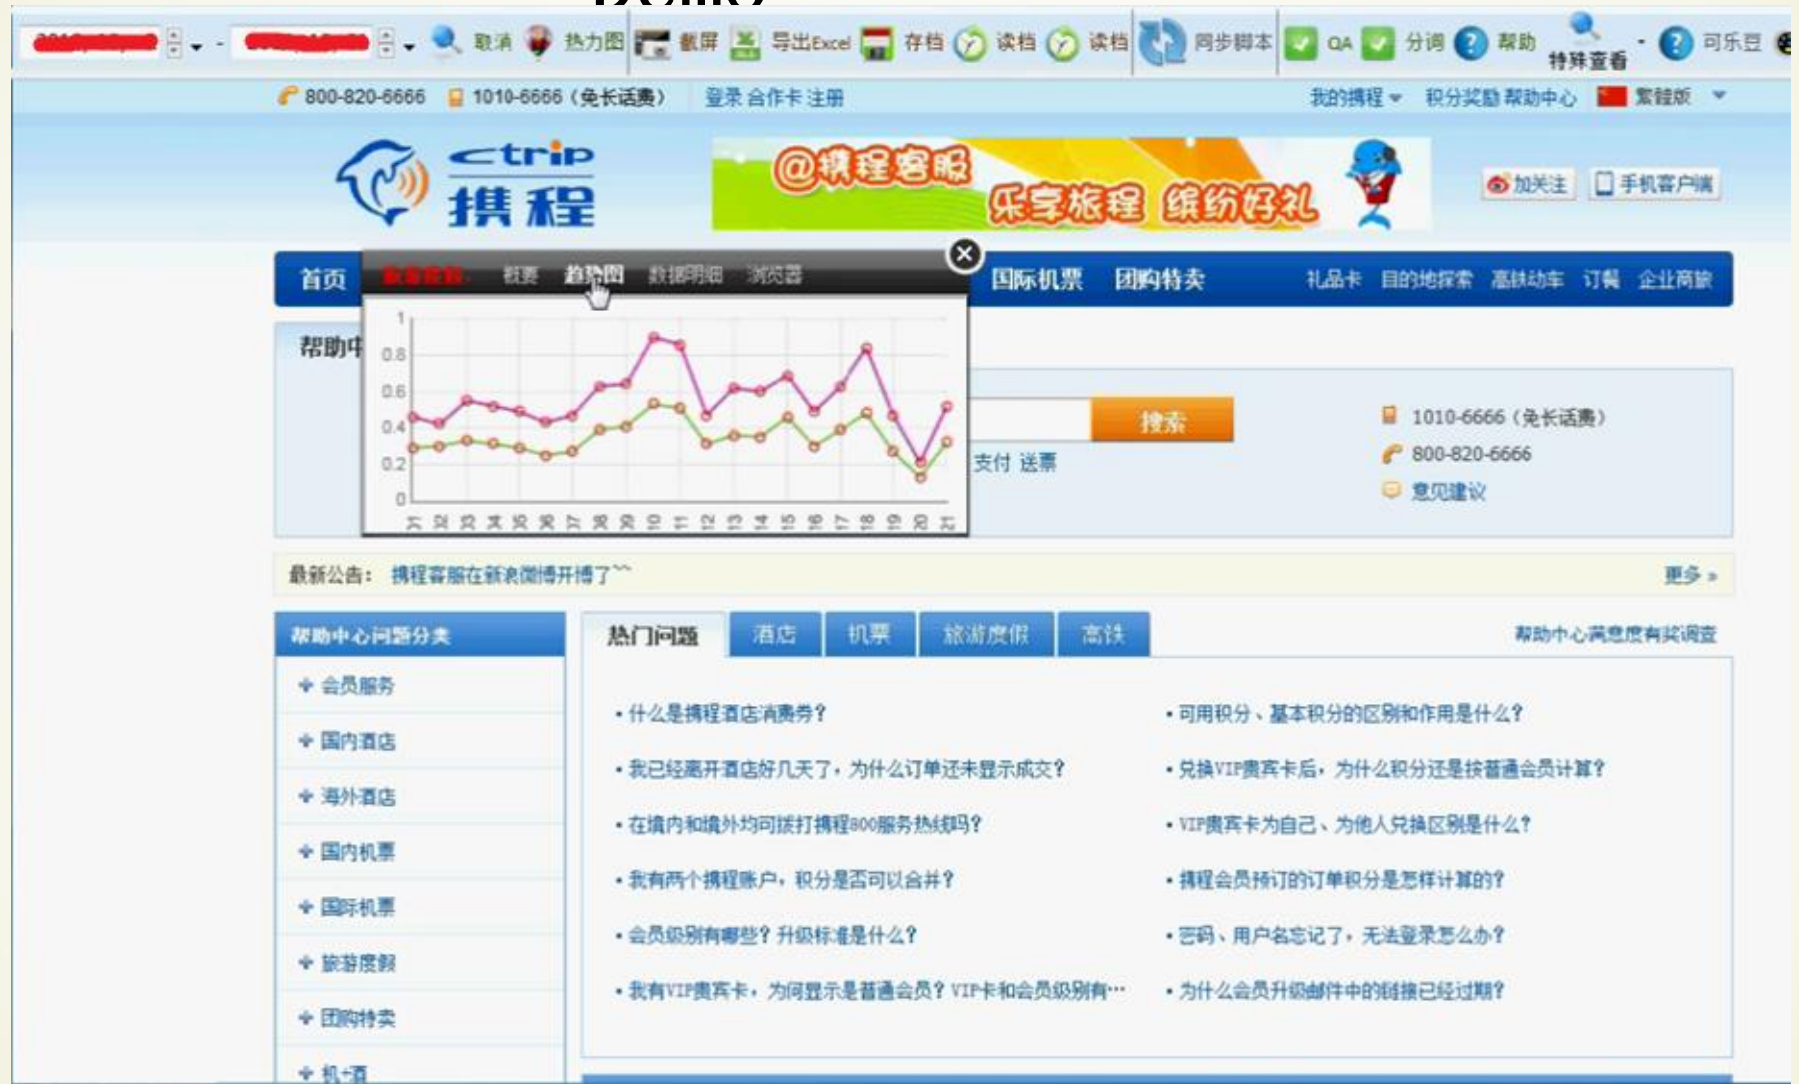 取消 热力图 截屏 导出Excel 存档 读档 读档 同步脚本 QA 分词 帮助 特殊查看 可乐豆
800-820-6666 1010-6666（免长话费） 登录 合作卡 注册 我的携程 积分奖励 帮助中心 繁體版
ctrip
携程
@携程客服
乐享旅程 缤纷好礼
加关注 手机客户端
首页 概要 趋势图 数据明细 浏览器 国际机票 团购特卖 礼品卡 目的地探索 高铁动车 订餐 企业商旅
帮助中
1
0.8
0.6
0.4
0.2
0
01 02 03 04 05 06 07 08 09 10 11 12 13 14 15 16 17 18 19 20 21
搜索
支付 送票
1010-6666（免长话费）
800-820-6666
意见建议
最新公告： 携程客服在新浪微博开博了~~ 更多 »
帮助中心问题分类
会员服务
国内酒店
海外酒店
国内机票
国际机票
旅游度假
团购特卖
机+酒
热门问题 酒店 机票 旅游度假 高铁 帮助中心满意度有奖调查
• 什么是携程酒店消费券？
• 可用积分、基本积分的区别和作用是什么？
• 我已经离开酒店好几天了，为什么订单还未显示成交？
• 兑换VIP贵宾卡后，为什么积分还是按普通会员计算？
• 在境内和境外均可拨打携程800服务热线吗？
• VIP贵宾卡为自己、为他人兑换区别是什么？
• 我有两个携程账户，积分是否可以合并？
• 携程会员预订的订单积分是怎样计算的？
• 会员级别有哪些？升级标准是什么？
• 密码、用户名忘记了，无法登录怎么办？
• 我有VIP贵宾卡，为何显示是普通会员？VIP卡和会员级别有…
• 为什么会员升级邮件中的链接已经过期？